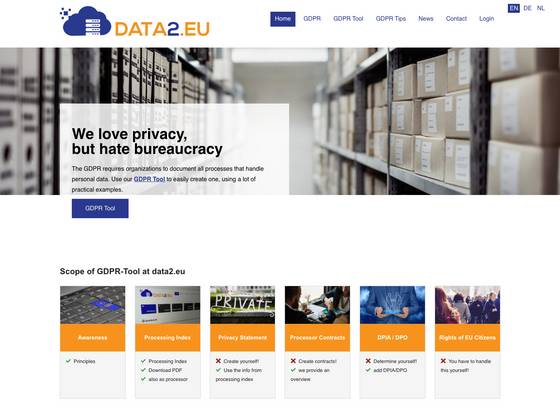 EN DE NL
DATA2.EU
Home GDPR GDPR Tool GDPR Tips News Contact Login
We love privacy,
but hate bureaucracy
The GDPR requires organizations to document all processes that handle
personal data. Use our GDPR Tool to easily create one, using a lot of
practical examples.
GDPR Tool
Scope of GDPR-Tool at data2.eu
PRIVATE
Awareness
Principles
Processing Index
Processing Index
Download PDF
also as processor
Privacy Statement
Create yourself!
Use the info from
processing index
Processor Contracts
Create contracts!
we provide an
overview
DPIA / DPO
Determine yourself!
add DPIA/DPO
Rights of EU Citizens
You have to handle
this yourself!